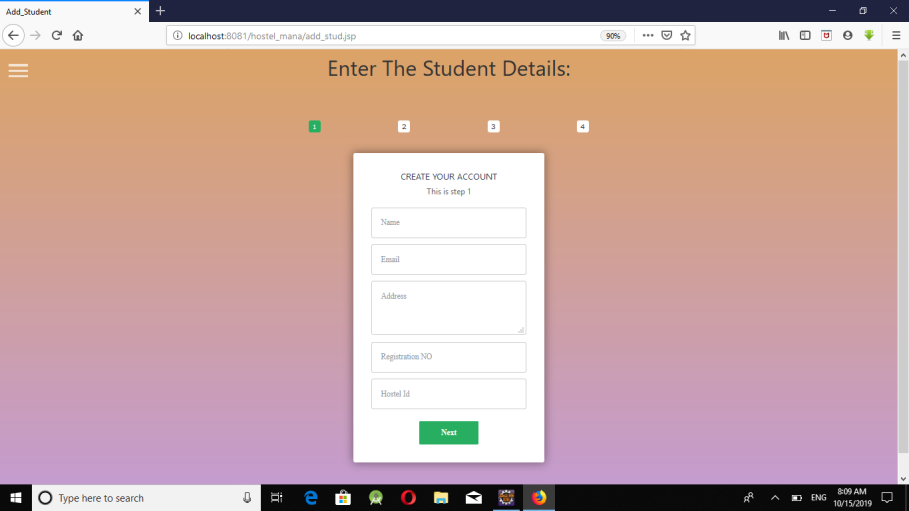 Add_Student
localhost:8081/hostel_mana/add_stud.jsp
90%
Enter The Student Details:
1 2 3 4
CREATE YOUR ACCOUNT
This is step 1
Name
Email
Address
Registration NO
Hostel Id
Next
Type here to search
ENG
8:09 AM
10/15/2019